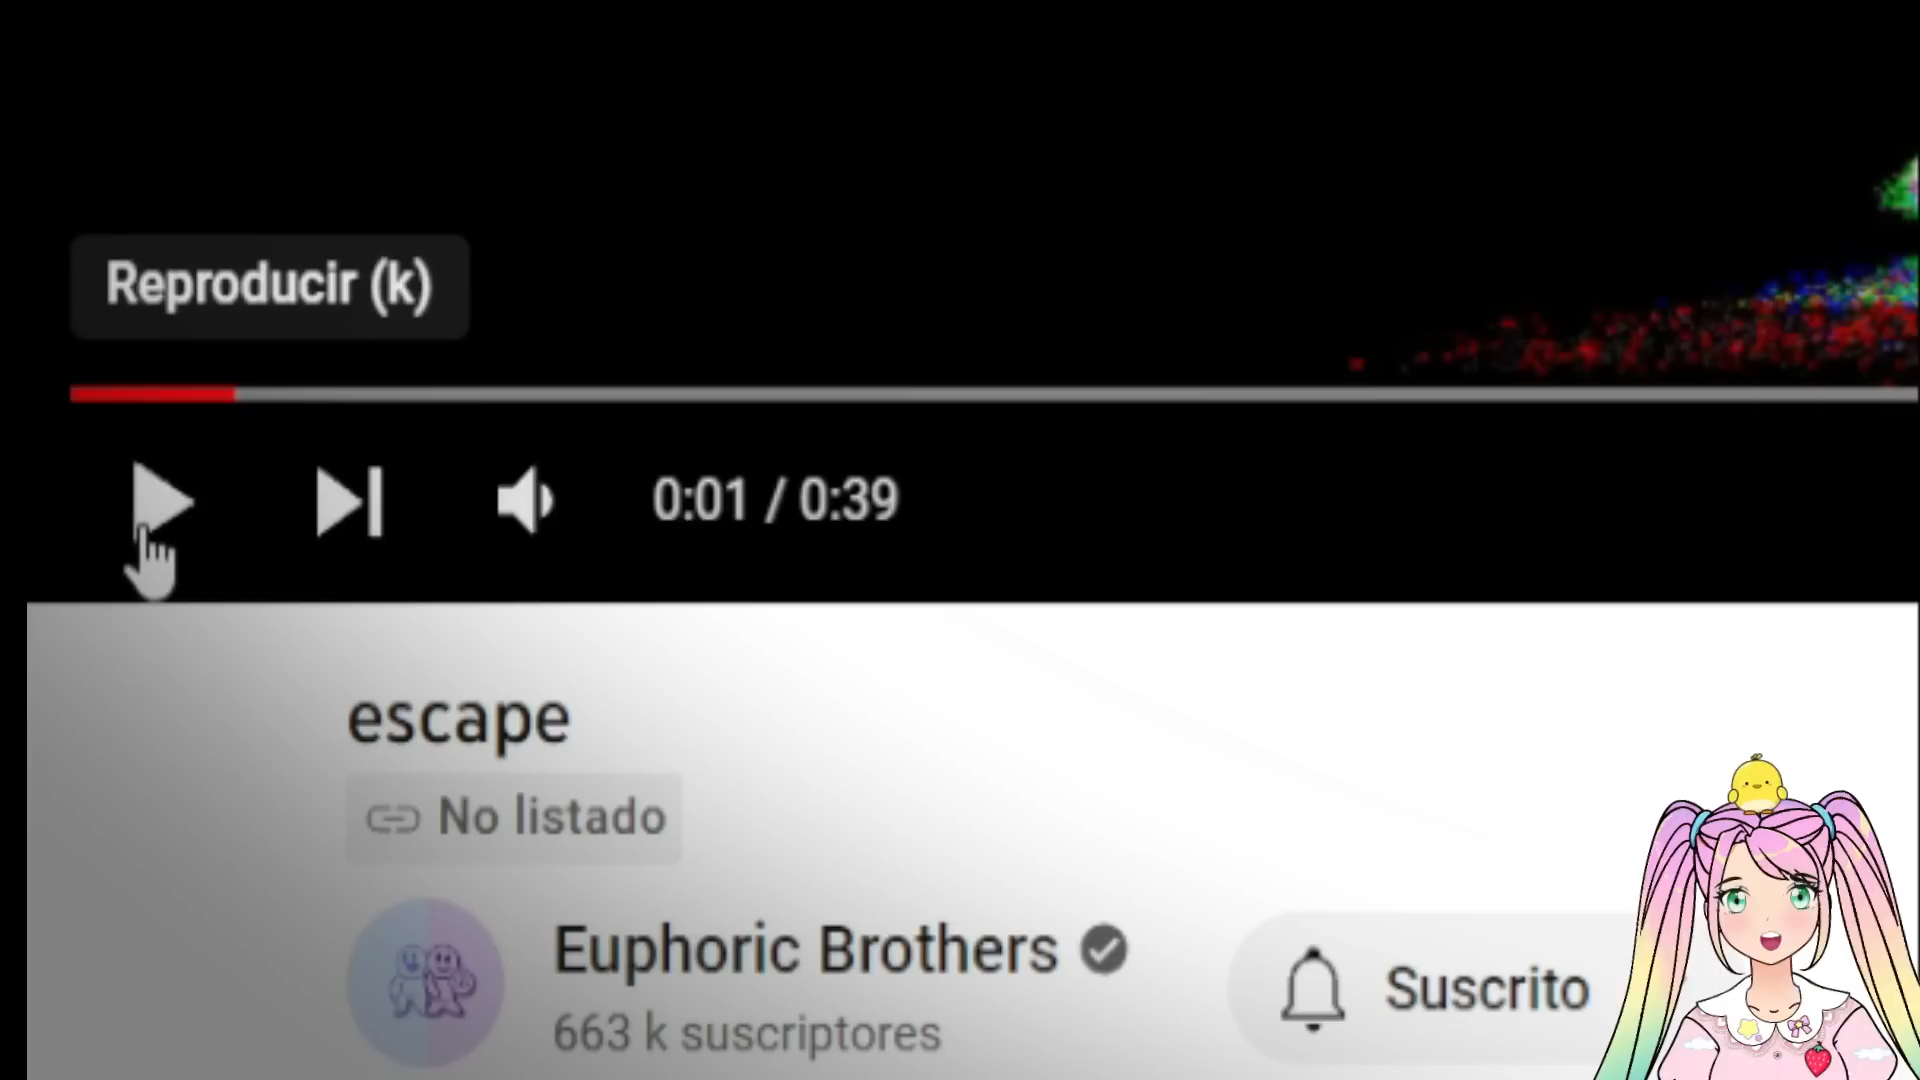 Reproducir (k)
0:01 / 0:39
escape
No listado
Euphoric Brothers
Suscrito
663 k suscriptores